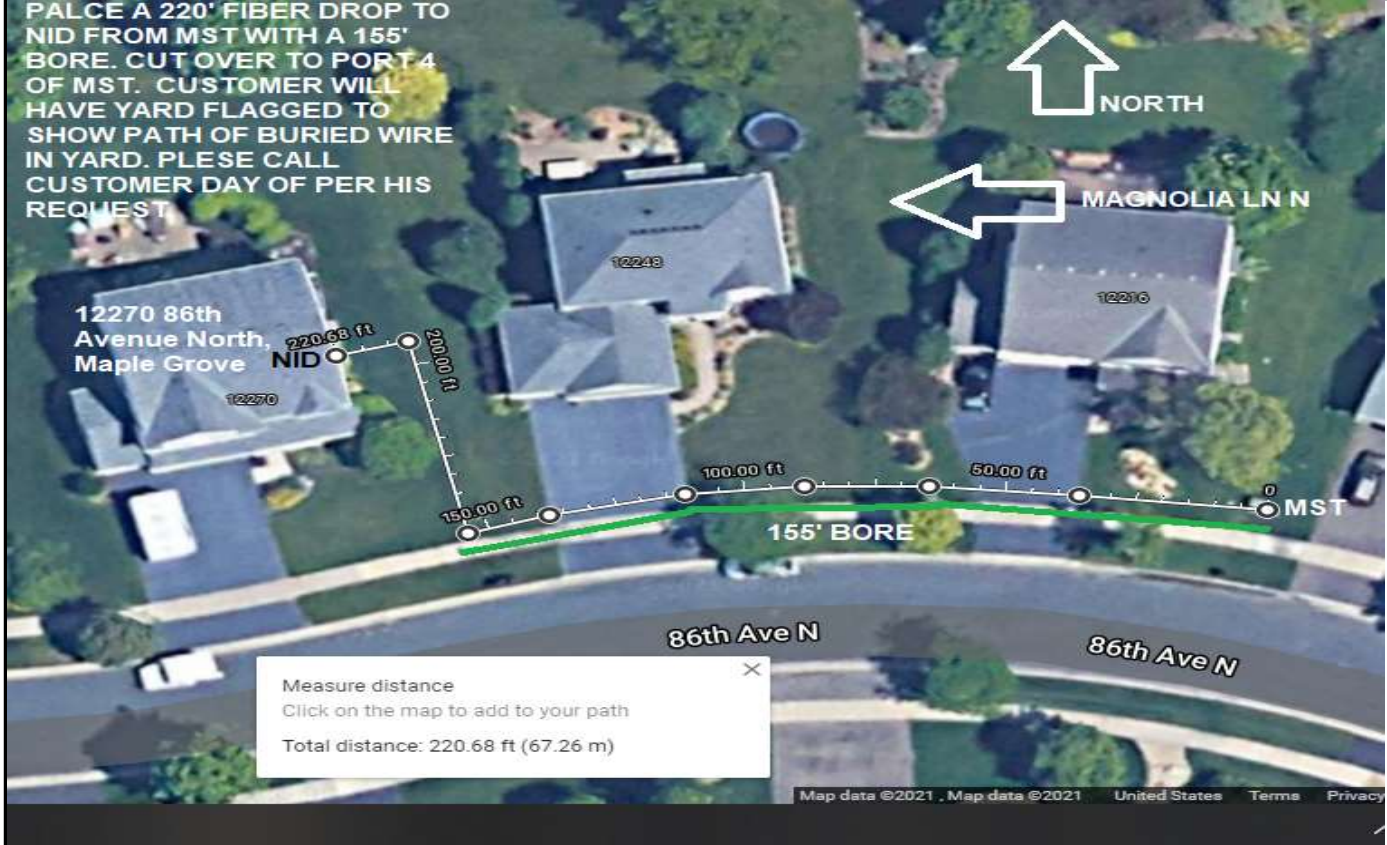 PALCE A 220' FIBER DROP TO
NID FROM MST WITH A 155'
BORE. CUT OVER TO PORT 4
OF MST. CUSTOMER WILL
HAVE YARD FLAGGED TO
SHOW PATH OF BURIED WIRE
IN YARD. PLESE CALL
CUSTOMER DAY OF PER HIS
REQUEST.
NORTH
MAGNOLIA LN N
12248
12216
12270 86th
Avenue North,
Maple Grove
220.68 ft
NID
200.00 ft
12270
150.00 ft
100.00 ft
50.00 ft
0
MST
155' BORE
86th Ave N
86th Ave N
Measure distance
Click on the map to add to your path
Total distance: 220.68 ft (67.26 m)
Map data ©2021 , Map data ©2021 United States Terms Privacy